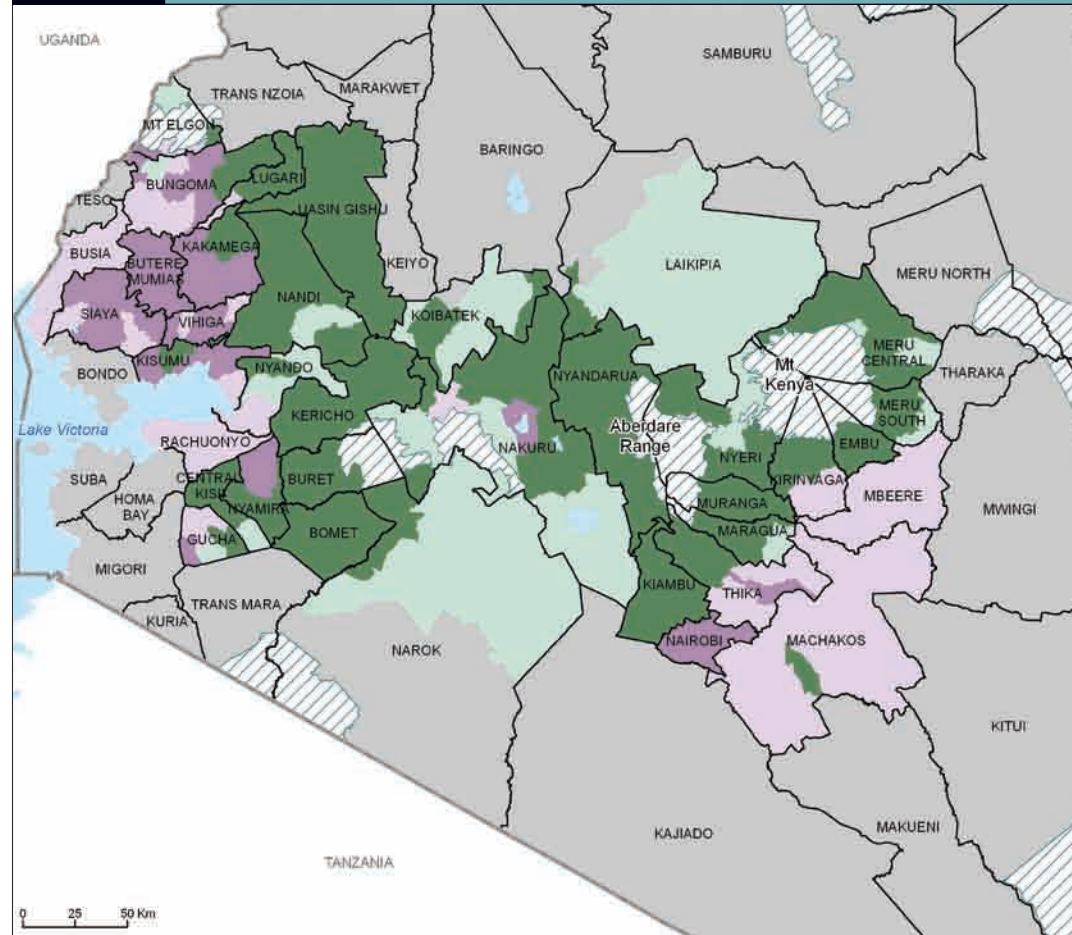 UGANDA
SAMBURU
TRANS NZOIA
MARAKWET
MT ELGON
BARINGO
BUNGOMA
LUGARI
TESO
UASIN GISHU
BUSIA
KAKAMEGA
BUTERE
MUMIAS
KEIYO
LAIKIPIA
MERU NORTH
NANDI
SIAYA
VIHIGA
KOIBATEK
KISUMU
MERU
CENTRAL
BONDO
NYANDO
NYANDARUA
Mt
Kenya
THARAKA
KERICHO
MERU
SOUTH
Lake Victoria
RACHUONYO
NAKURU
Aberdare
Range
NYERI
EMBU
SUBA
CENTRAL
KISII
BURET
KIRINYAGA
MBEERE
HOMA
BAY
NYAMIRA
MURANGA
MWINGI
GUCHA
BOMET
MARAGUA
MIGORI
KIAMBU
THIKA
TRANS MARA
KURIA
NAIROBI
MACHAKOS
NAROK
KITUI
KAJIADO
MAKUENI
TANZANIA
0 25 50 Km